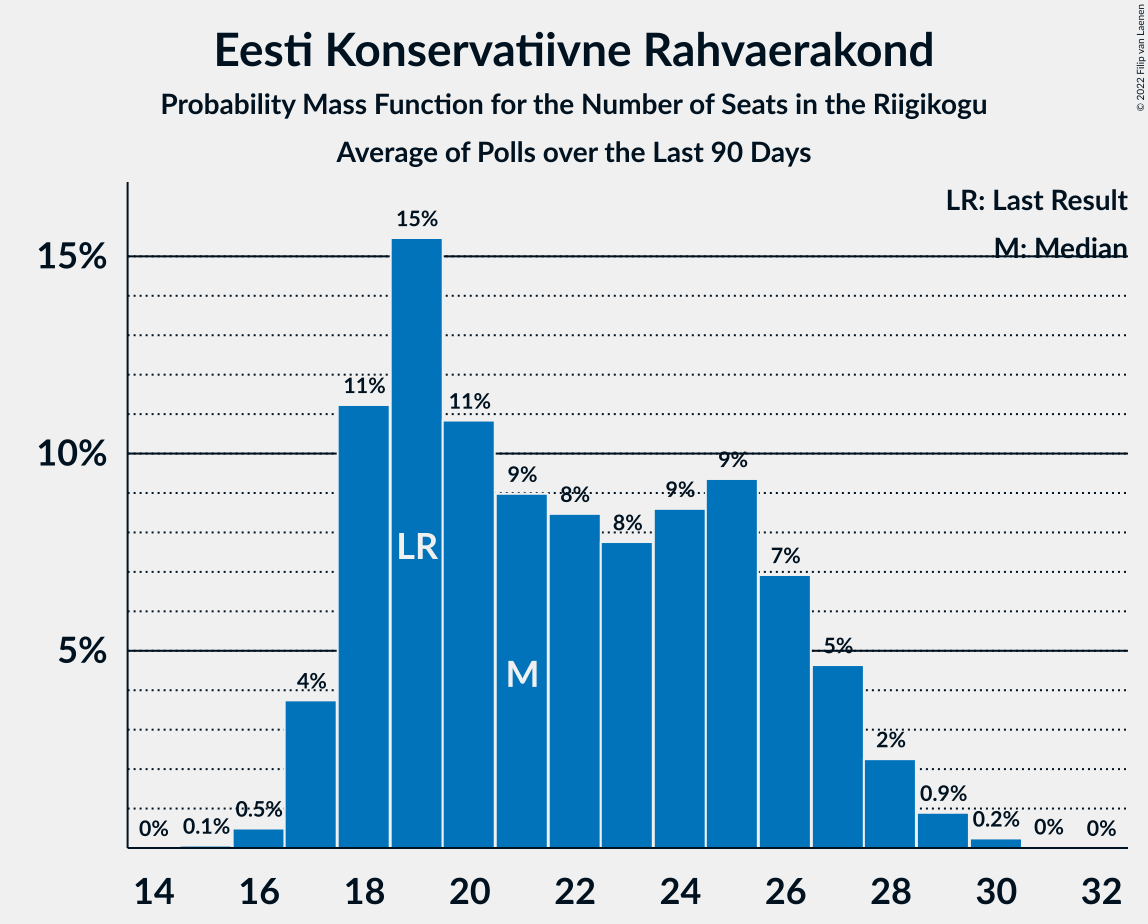 Eesti Konservatiivne Rahvaerakond
Probability Mass Function for the Number of Seats in the Riigikogu
Average of Polls over the Last 90 Days
© 2022 Filip van Laenen
LR: Last Result
M: Median
15%
10%
5%
0%
0.1%
0.5%
4%
11%
15%
11%
9%
8%
8%
9%
9%
7%
5%
2%
0.9%
0.2%
0%
0%
LR
M
14 16 18 20 22 24 26 28 30 32